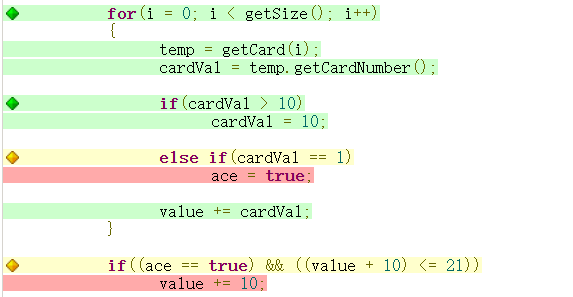 for(i = 0; i < getSize(); i++)
{
temp = getCard(i);
cardVal = temp.getCardNumber();
if(cardVal > 10)
cardVal = 10;
else if(cardVal == 1)
ace = true;
value += cardVal;
}
if((ace == true) && ((value + 10) <= 21))
value += 10;